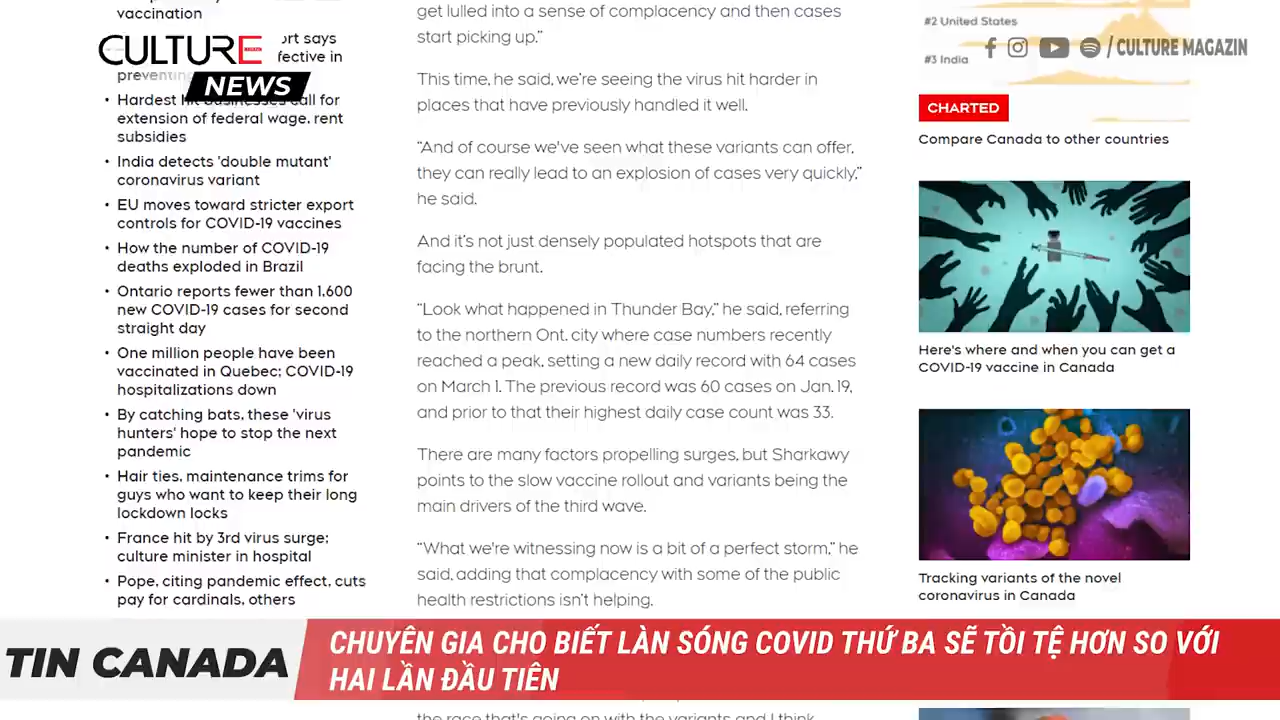 vaccination
ort says
fective in
preventing
Hardest hit businesses call for
extension of federal wage, rent
subsidies
India detects 'double mutant'
coronavirus variant
EU moves toward stricter export
controls for COVID-19 vaccines
How the number of COVID-19
deaths exploded in Brazil
Ontario reports fewer than 1,600
new COVID-19 cases for second
straight day
One million people have been
vaccinated in Quebec; COVID-19
hospitalizations down
By catching bats, these 'virus
hunters' hope to stop the next
pandemic
Hair ties, maintenance trims for
guys who want to keep their long
lockdown locks
France hit by 3rd virus surge;
culture minister in hospital
Pope, citing pandemic effect, cuts
pay for cardinals, others
CULTURE
NEWS
get lulled into a sense of complacency and then cases
start picking up.”
This time, he said, we’re seeing the virus hit harder in
places that have previously handled it well.
“And of course we've seen what these variants can offer,
they can really lead to an explosion of cases very quickly,”
he said.
And it’s not just densely populated hotspots that are
facing the brunt.
“Look what happened in Thunder Bay,” he said, referring
to the northern Ont. city where case numbers recently
reached a peak, setting a new daily record with 64 cases
on March 1. The previous record was 60 cases on Jan. 19,
and prior to that their highest daily case count was 33.
There are many factors propelling surges, but Sharkawy
points to the slow vaccine rollout and variants being the
main drivers of the third wave.
“What we're witnessing now is a bit of a perfect storm,” he
said, adding that complacency with some of the public
health restrictions isn’t helping.
the race that's going on with the variants and I think
#2 United States
#3 India
/ CULTURE MAGAZIN
CHARTED
Compare Canada to other countries
Here's where and when you can get a
COVID-19 vaccine in Canada
Tracking variants of the novel
coronavirus in Canada
TIN CANADA
CHUYÊN GIA CHO BIẾT LÀN SÓNG COVID THỨ BA SẼ TỒI TỆ HƠN SO VỚI
HAI LẦN ĐẦU TIÊN